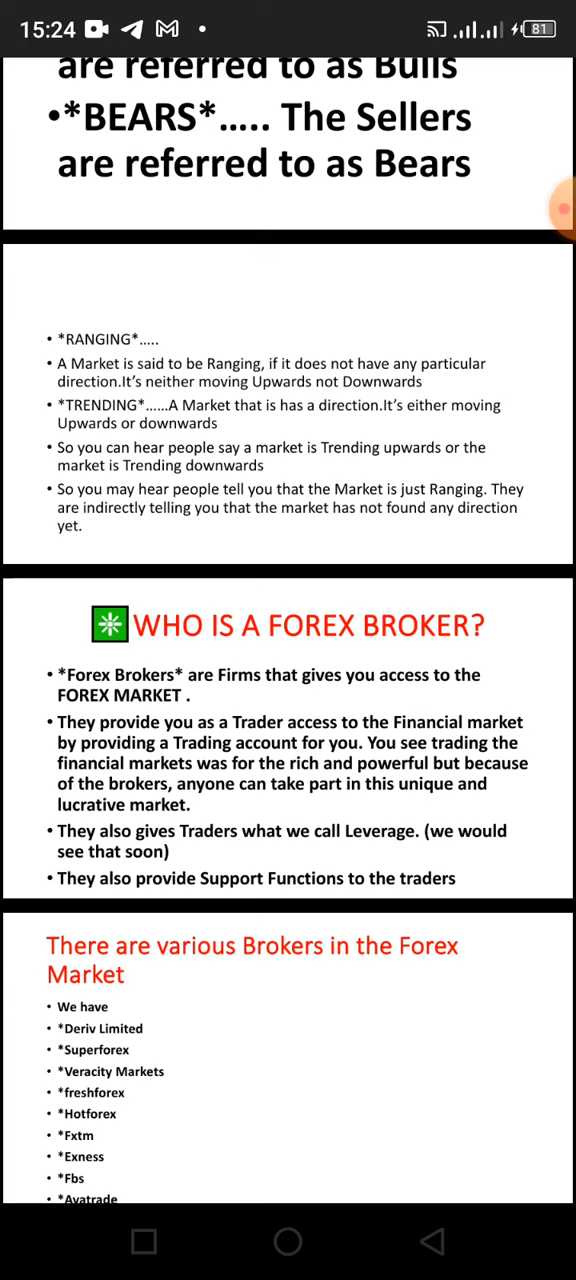 15:24
81
are referred to as Bulls
•*BEARS*..... The Sellers
are referred to as Bears
• *RANGING*.....
• A Market is said to be Ranging, if it does not have any particular
direction.It's neither moving Upwards not Downwards
• *TRENDING*......A Market that is has a direction.It's either moving
Upwards or downwards
• So you can hear people say a market is Trending upwards or the
market is Trending downwards
• So you may hear people tell you that the Market is just Ranging. They
are indirectly telling you that the market has not found any direction
yet.
WHO IS A FOREX BROKER?
• *Forex Brokers* are Firms that gives you access to the
FOREX MARKET .
• They provide you as a Trader access to the Financial market
by providing a Trading account for you. You see trading the
financial markets was for the rich and powerful but because
of the brokers, anyone can take part in this unique and
lucrative market.
• They also gives Traders what we call Leverage. (we would
see that soon)
• They also provide Support Functions to the traders
There are various Brokers in the Forex
Market
• We have
• *Deriv Limited
• *Superforex
• *Veracity Markets
• *freshforex
• *Hotforex
• *Fxtm
• *Exness
• *Fbs
• *Avatrade